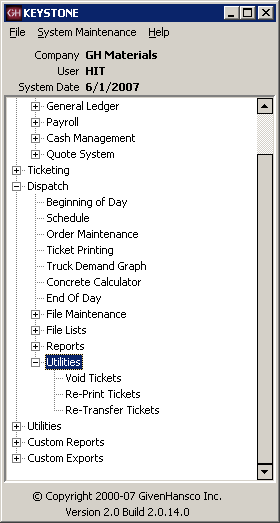 GH KEYSTONE
File System Maintenance Help
Company GH Materials
User HIT
System Date 6/1/2007
General Ledger
Payroll
Cash Management
Quote System
Ticketing
Dispatch
Beginning of Day
Schedule
Order Maintenance
Ticket Printing
Truck Demand Graph
Concrete Calculator
End Of Day
File Maintenance
File Lists
Reports
Utilities
Void Tickets
Re-Print Tickets
Re-Transfer Tickets
Utilities
Custom Reports
Custom Exports
© Copyright 2000-07 GivenHansco Inc.
Version 2.0 Build 2.0.14.0